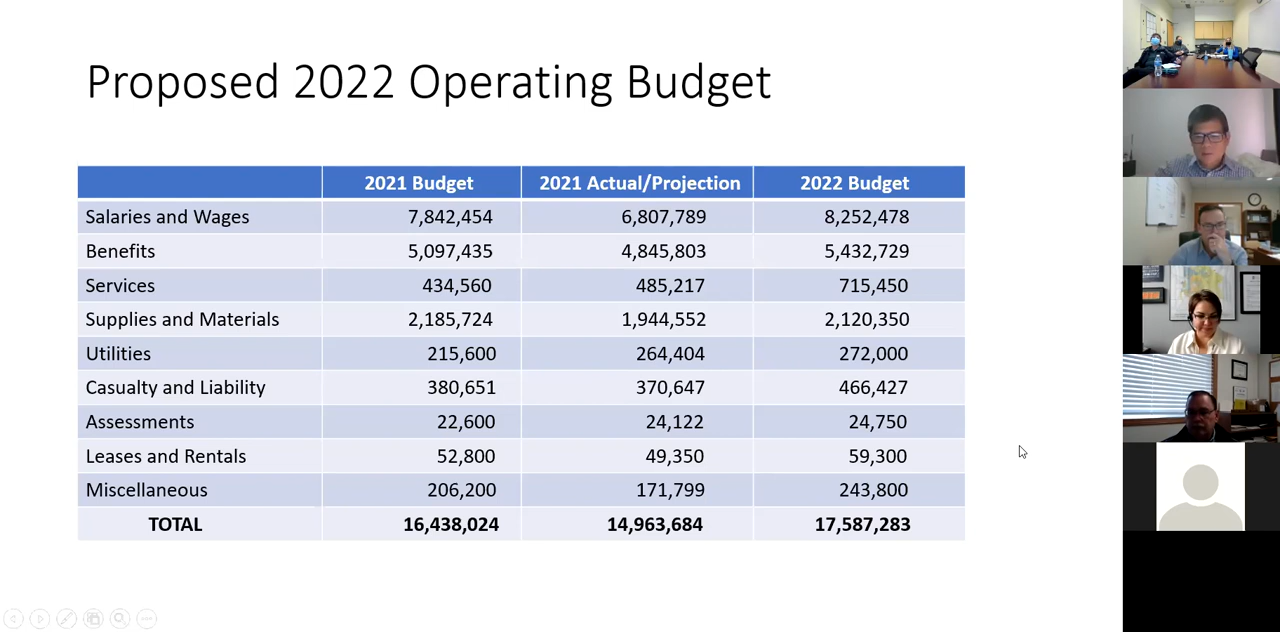 Proposed 2022 Operating Budget
2021 Budget 2021 Actual/Projection 2022 Budget
Salaries and Wages 7,842,454 6,807,789 8,252,478
Benefits 5,097,435 4,845,803 5,432,729
Services 434,560 485,217 715,450
Supplies and Materials 2,185,724 1,944,552 2,120,350
Utilities 215,600 264,404 272,000
Casualty and Liability 380,651 370,647 466,427
Assessments 22,600 24,122 24,750
Leases and Rentals 52,800 49,350 59,300
Miscellaneous 206,200 171,799 243,800
TOTAL 16,438,024 14,963,684 17,587,283